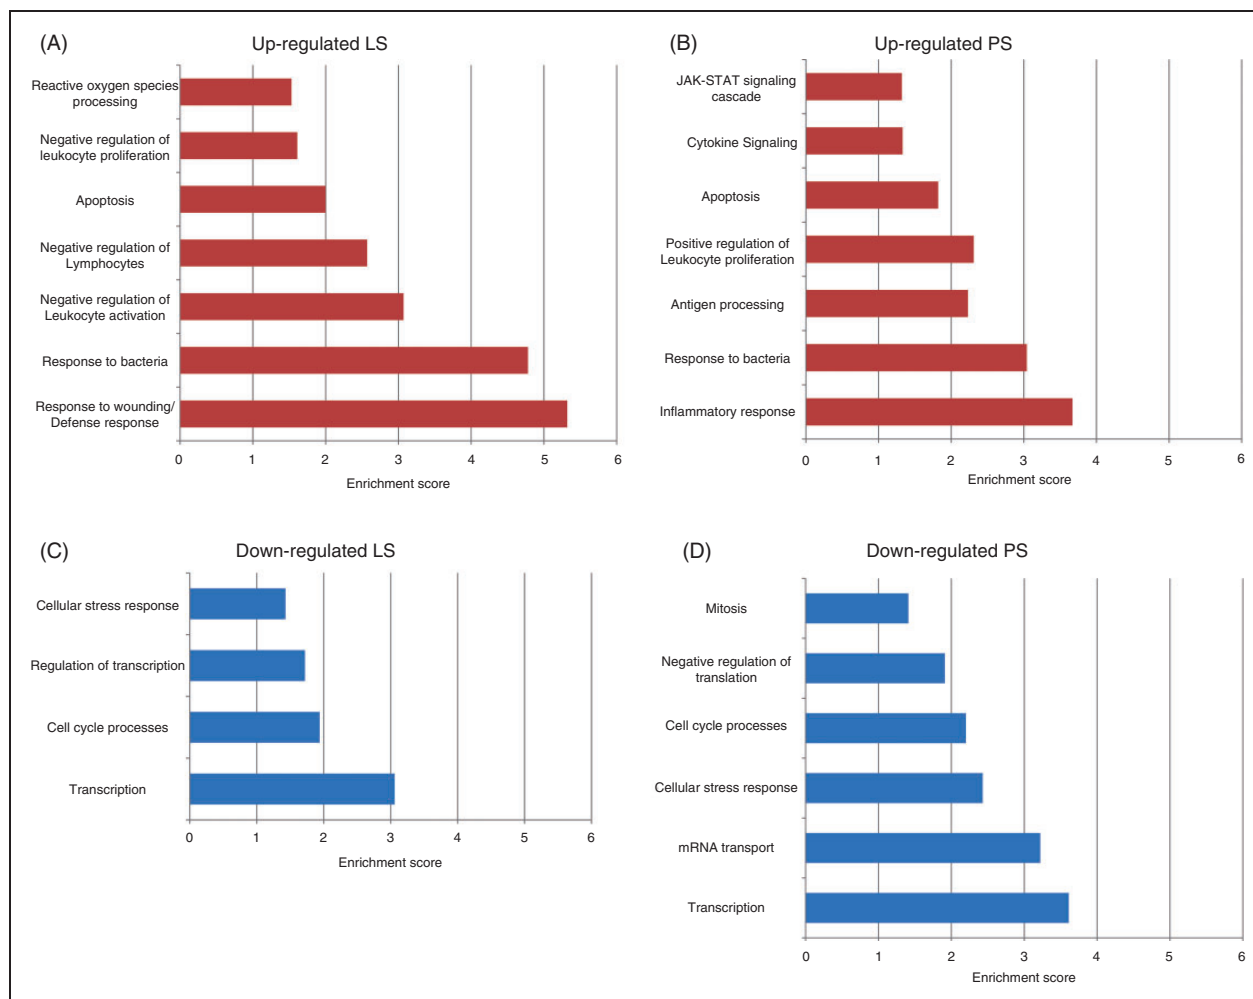 (A)
Up-regulated LS
Reactive oxygen species
processing
Negative regulation of
leukocyte proliferation
Apoptosis
Negative regulation of
Lymphocytes
Negative regulation of
Leukocyte activation
Response to bacteria
Response to wounding/
Defense response
0 1 2 3 4 5 6
Enrichment score
(B)
Up-regulated PS
JAK-STAT signaling
cascade
Cytokine Signaling
Apoptosis
Positive regulation of
Leukocyte proliferation
Antigen processing
Response to bacteria
Inflammatory response
0 1 2 3 4 5 6
Enrichment score
(C)
Down-regulated LS
Cellular stress response
Regulation of transcription
Cell cycle processes
Transcription
0 1 2 3 4 5 6
Enrichment score
(D)
Down-regulated PS
Mitosis
Negative regulation of
translation
Cell cycle processes
Cellular stress response
mRNA transport
Transcription
0 1 2 3 4 5 6
Enrichment score